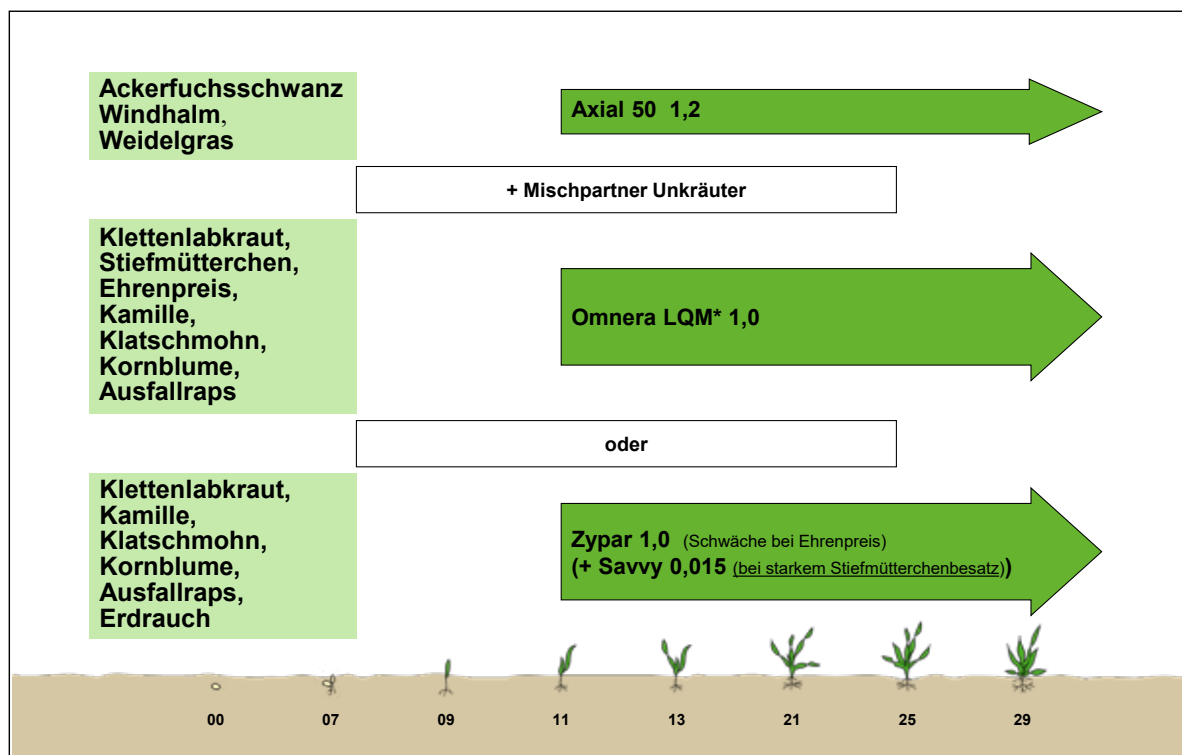 Ackerfuchsschwanz
Windhalm,
Weidelgras
Axial 50 1,2
+ Mischpartner Unkräuter
Klettenlabkraut,
Stiefmütterchen,
Ehrenpreis,
Kamille,
Klatschmohn,
Kornblume,
Ausfallraps
Omnera LQM* 1,0
oder
Klettenlabkraut,
Kamille,
Klatschmohn,
Kornblume,
Ausfallraps,
Erdrauch
Zypar 1,0 (Schwäche bei Ehrenpreis)
(+ Savvy 0,015 (bei starkem Stiefmütterchenbesatz))
00 07 09 11 13 21 25 29